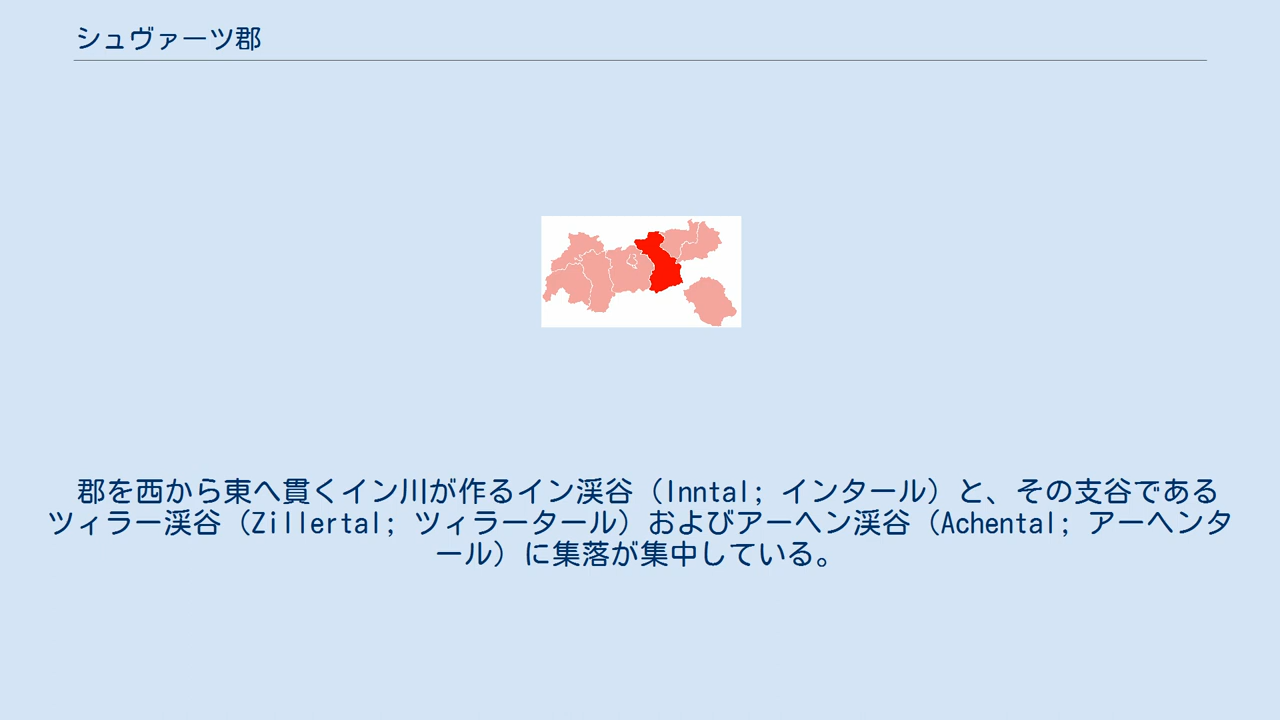 シュヴァーツ郡
郡を西から東へ貫くイン川が作るイン渓谷（Inntal; インタール）と、その支谷である
ツィラー渓谷（Zillertal; ツィラータール）およびアーヘン渓谷（Achental; アーヘンタ
ール）に集落が集中している。